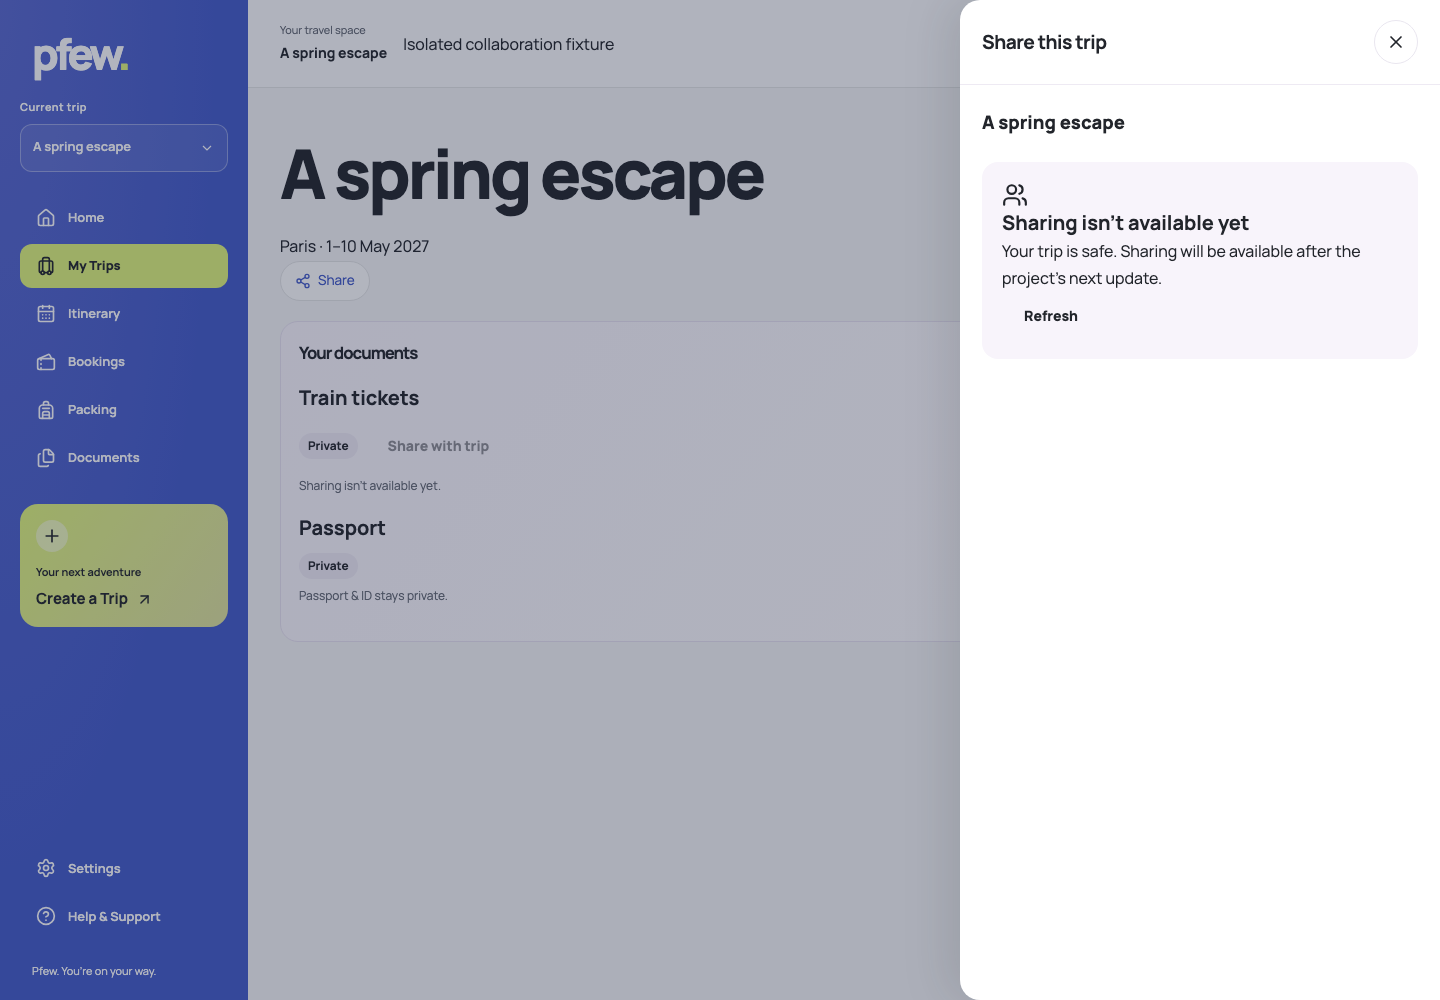 pfew.
Current trip
A spring escape
Home
My Trips
Itinerary
Bookings
Packing
Documents
Your next adventure
Create a Trip
Settings
Help & Support
Pfew. You're on your way.
Your travel space
A spring escape
Isolated collaboration fixture
A spring escape
Paris · 1–10 May 2027
Share
Your documents
Train tickets
Private
Share with trip
Sharing isn't available yet.
Passport
Private
Passport & ID stays private.
Share this trip
A spring escape
Sharing isn't available yet
Your trip is safe. Sharing will be available after the
project's next update.
Refresh